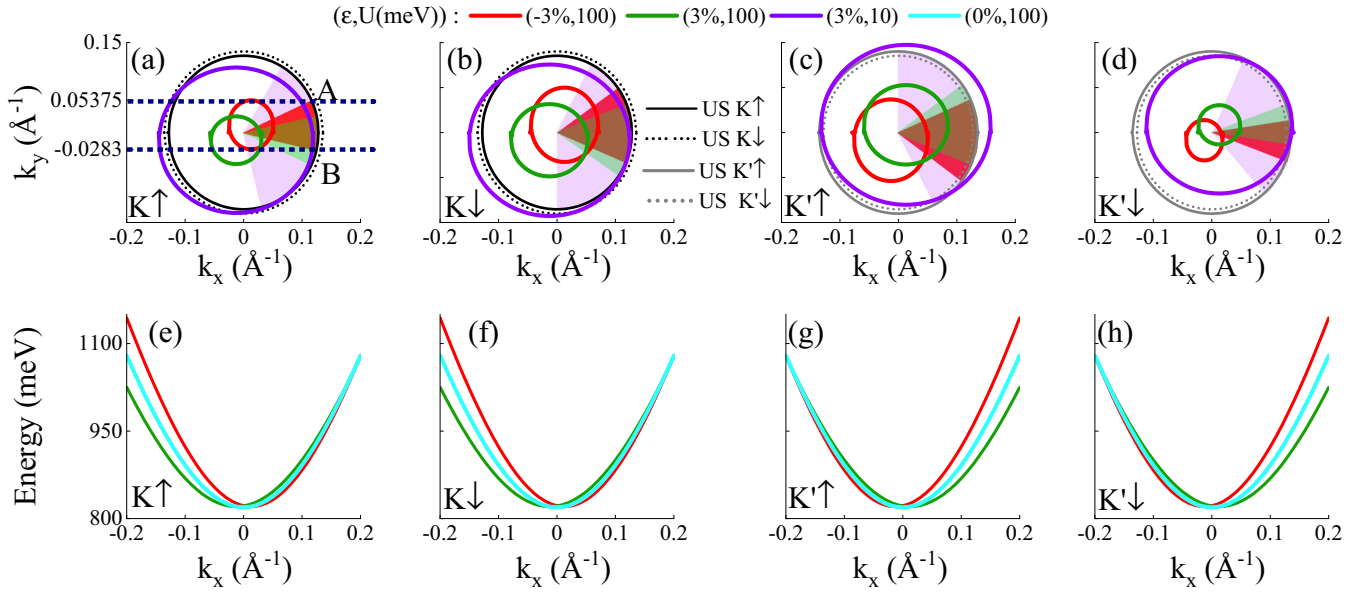 (ε,U(meV)) : (-3%,100) (3%,100) (3%,10) (0%,100)
(a) (b) (c) (d)
0.15
0.05375
-0.0283
k_y (Å⁻¹)
A
B
US K↑
US K↓
US K'↑
US K'↓
K↑ K↓ K'↑ K'↓
-0.2 -0.1 0 0.1 0.2 -0.2 -0.1 0 0.1 0.2 -0.2 -0.1 0 0.1 0.2 -0.2 -0.1 0 0.1 0.2
k_x (Å⁻¹) k_x (Å⁻¹) k_x (Å⁻¹) k_x (Å⁻¹)
(e) (f) (g) (h)
1100
950
800
Energy (meV)
K↑ K↓ K'↑ K'↓
-0.2 -0.1 0 0.1 0.2 -0.2 -0.1 0 0.1 0.2 -0.2 -0.1 0 0.1 0.2 -0.2 -0.1 0 0.1 0.2
k_x (Å⁻¹) k_x (Å⁻¹) k_x (Å⁻¹) k_x (Å⁻¹)